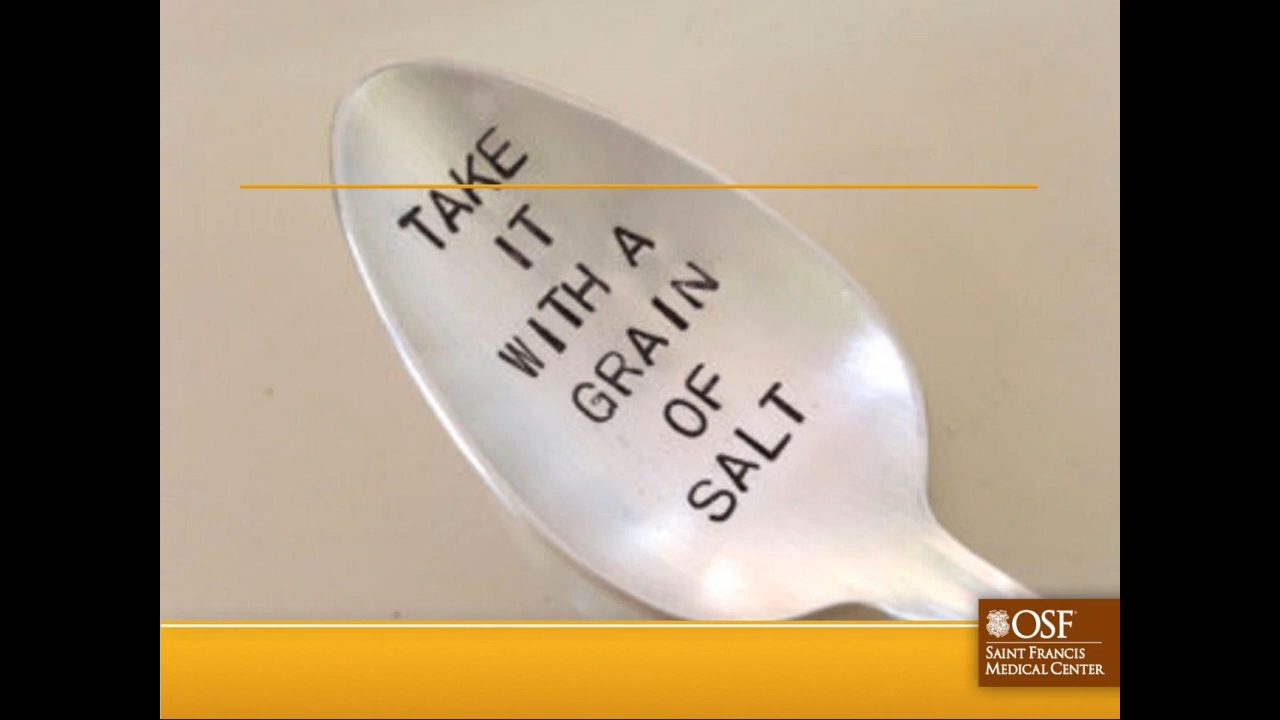 TAKE
IT
WITH A
GRAIN
OF
SALT
OSF
SAINT FRANCIS
MEDICAL CENTER